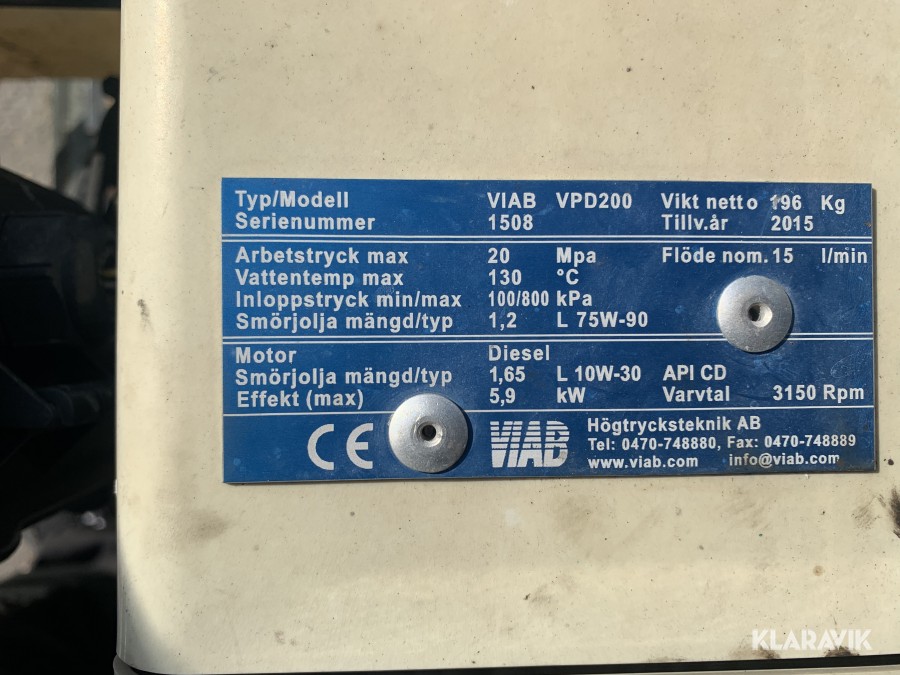 Typ/Modell VIAB VPD200 Vikt netto 196 Kg
Serienummer 1508 Tillv.år 2015
Arbetstryck max 20 Mpa Flöde nom. 15 l/min
Vattentemp max 130 °C
Inloppstryck min/max 100/800 kPa
Smörjolja mängd/typ 1,2 L 75W-90
Motor Diesel
Smörjolja mängd/typ 1,65 L 10W-30 API CD
Effekt (max) 5,9 kW Varvtal 3150 Rpm
CE VIAB Högtrycksteknik AB
Tel: 0470-748880, Fax: 0470-748889
www.viab.com info@viab.com
KLARAVIK